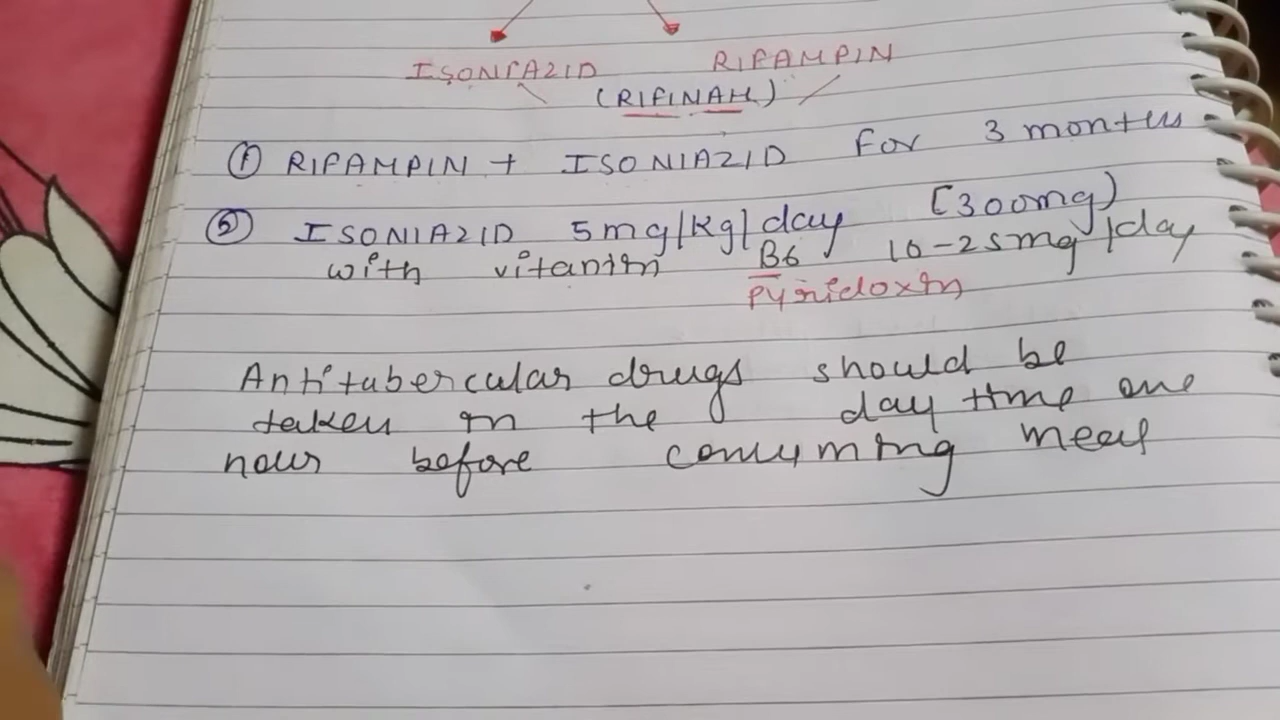 ISONIAZID RIFAMPIN
(RIFINAH)
① RIFAMPIN + ISONIAZID For 3 months
② ISONIAZID 5mg/kg/day [300mg)
with vitamin B6 10-25mg/day
Pyridoxin
Antitubercular drugs should be
taken in the day time one
hour before consuming meal